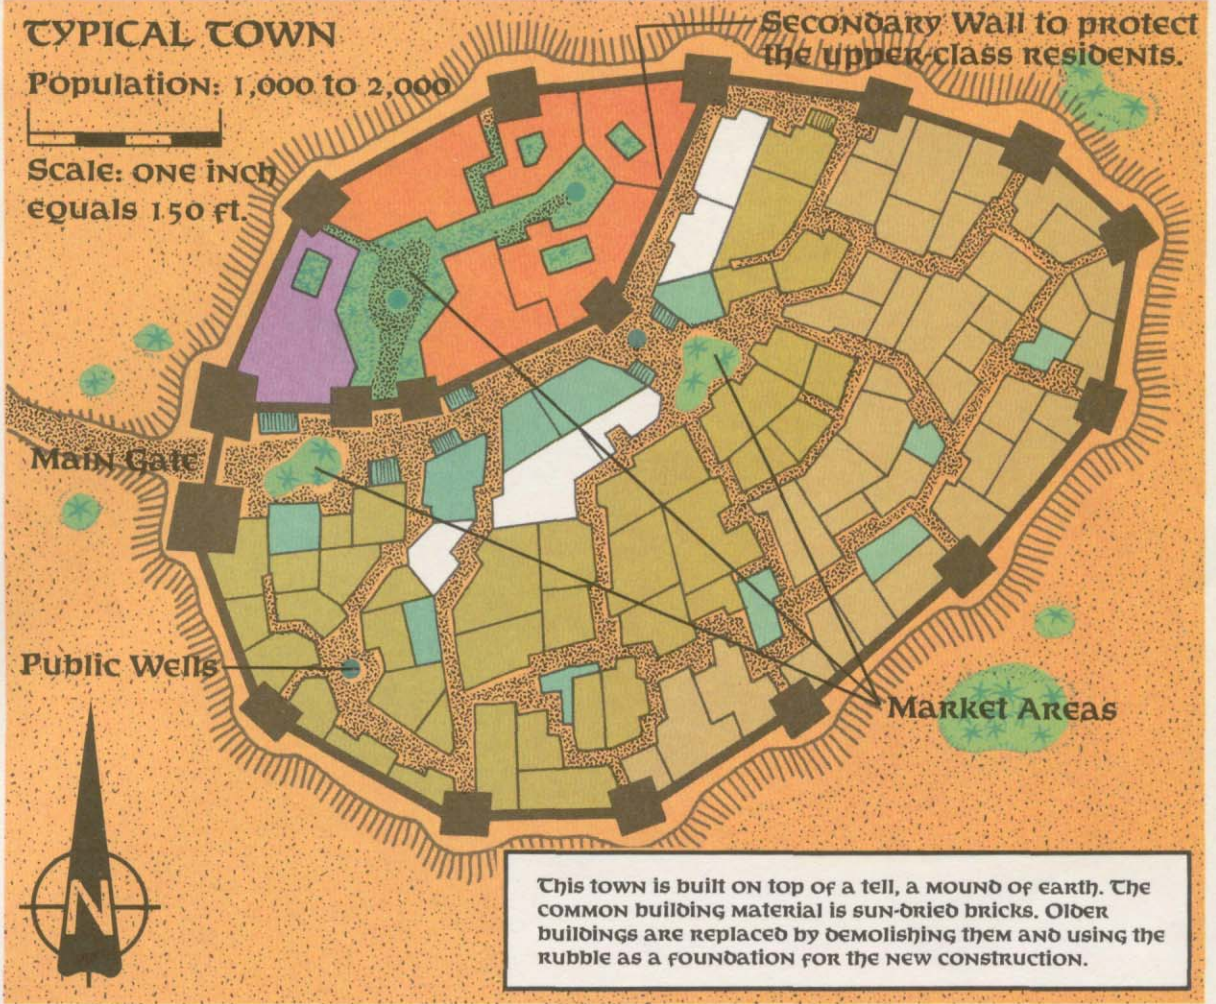 Typical Town
Population: 1,000 to 2,000
Scale: one inch
equals 150 ft.
Secondary Wall to protect
the upper-class residents.
Main Gate
Public Wells
Market Areas
N
This town is built on top of a tell, a mound of earth. The
common building material is sun-dried bricks. Older
buildings are replaced by demolishing them and using the
rubble as a foundation for the new construction.